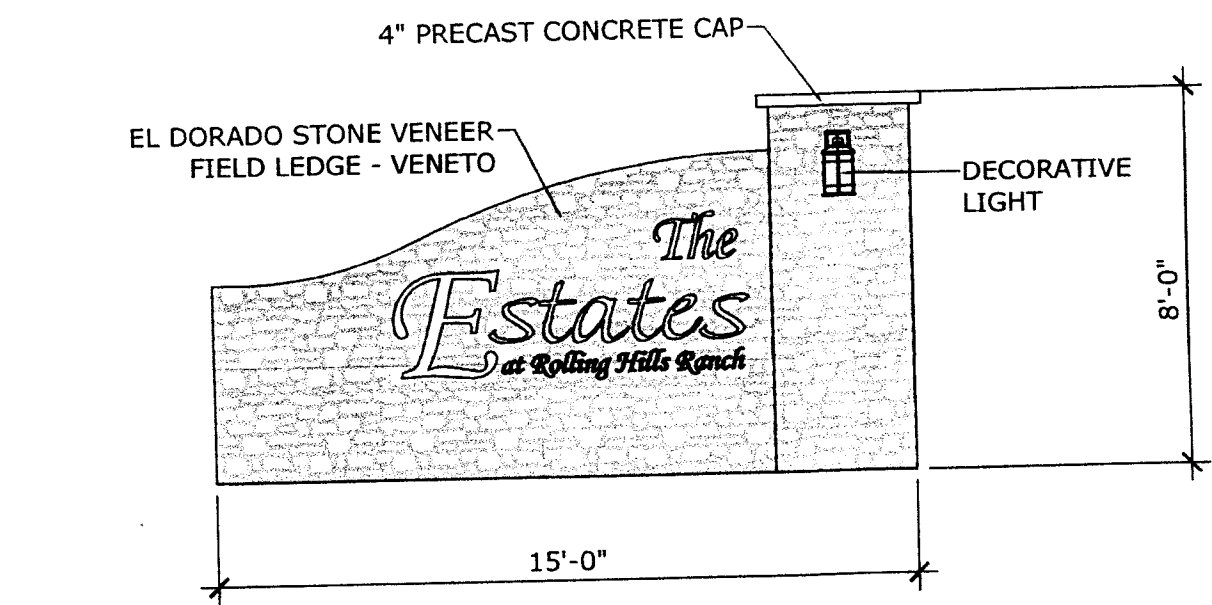 4" PRECAST CONCRETE CAP
EL DORADO STONE VENEER
FIELD LEDGE - VENETO
DECORATIVE
LIGHT
The
Estates
at Rolling Hills Ranch
8'-0"
15'-0"